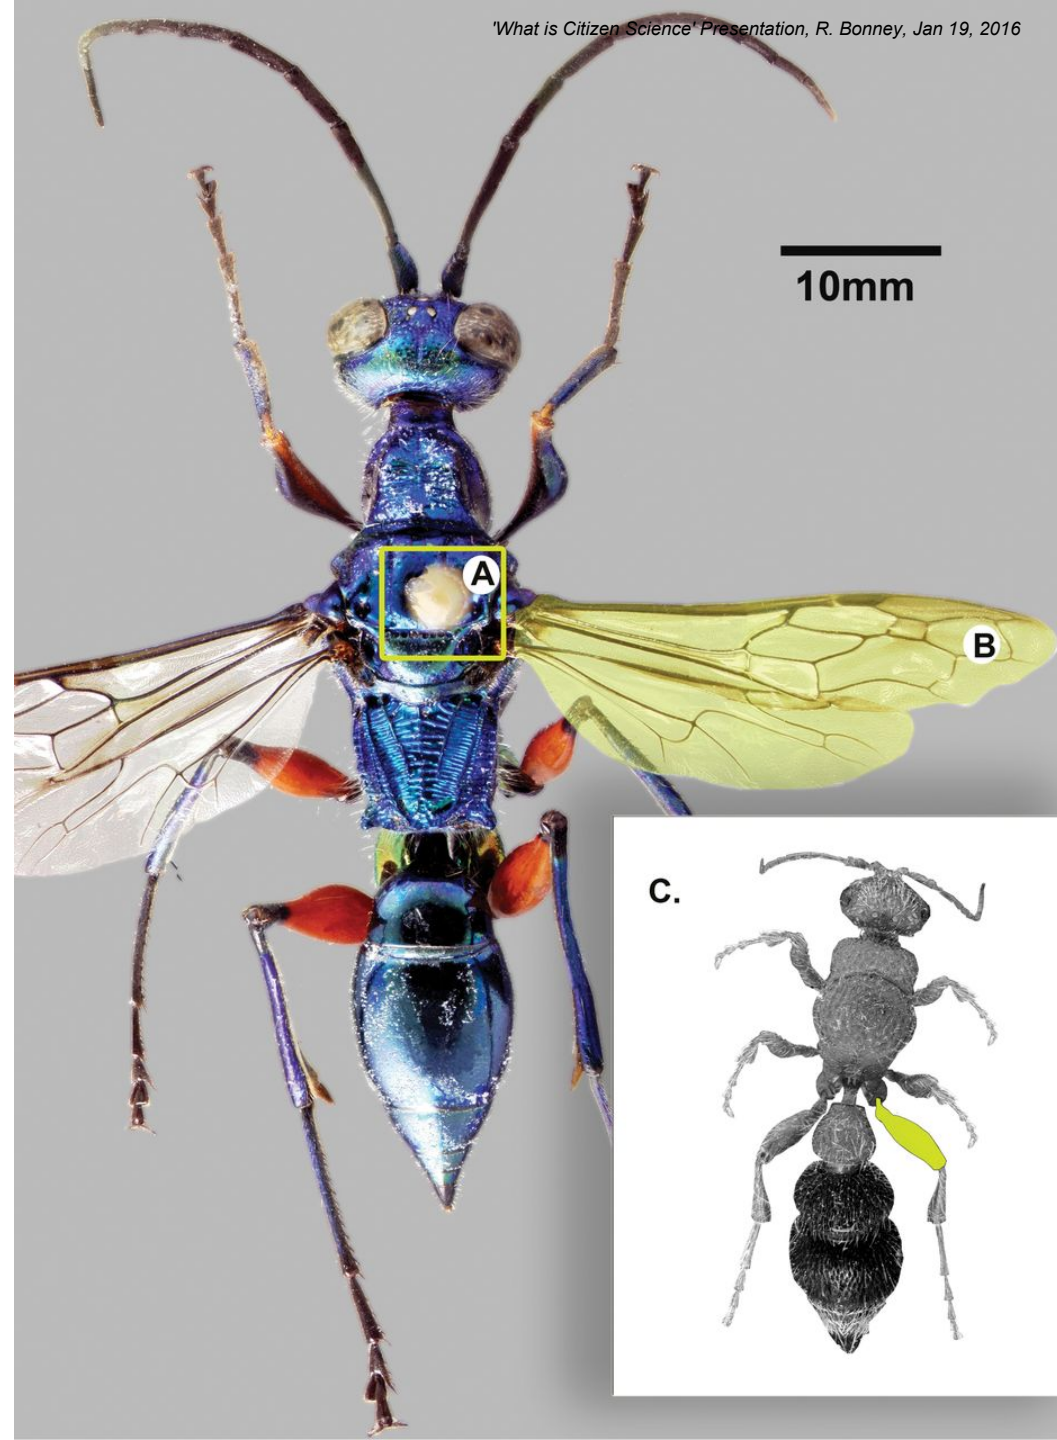 'What is Citizen Science' Presentation, R. Bonney, Jan 19, 2016
10mm
A
B
C.